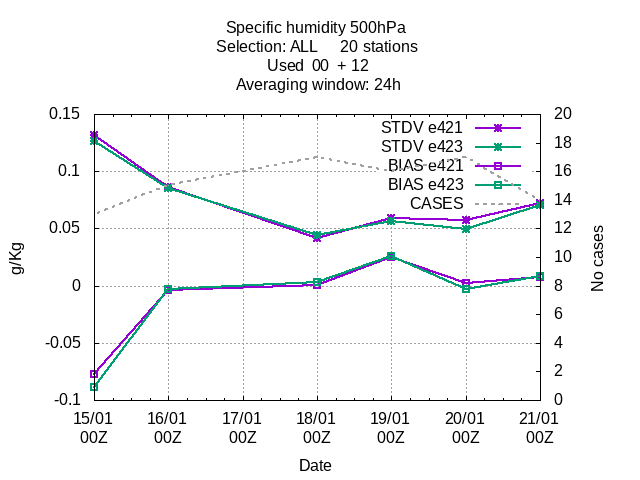 Specific humidity 500hPa
Selection: ALL 20 stations
Used 00 + 12
Averaging window: 24h
STDV e421
STDV e423
BIAS e421
BIAS e423
CASES
g/Kg
0.15
0.1
0.05
0
-0.05
-0.1
No cases
20
18
16
14
12
10
8
6
4
2
0
15/01 16/01 17/01 18/01 19/01 20/01 21/01
00Z 00Z 00Z 00Z 00Z 00Z 00Z
Date